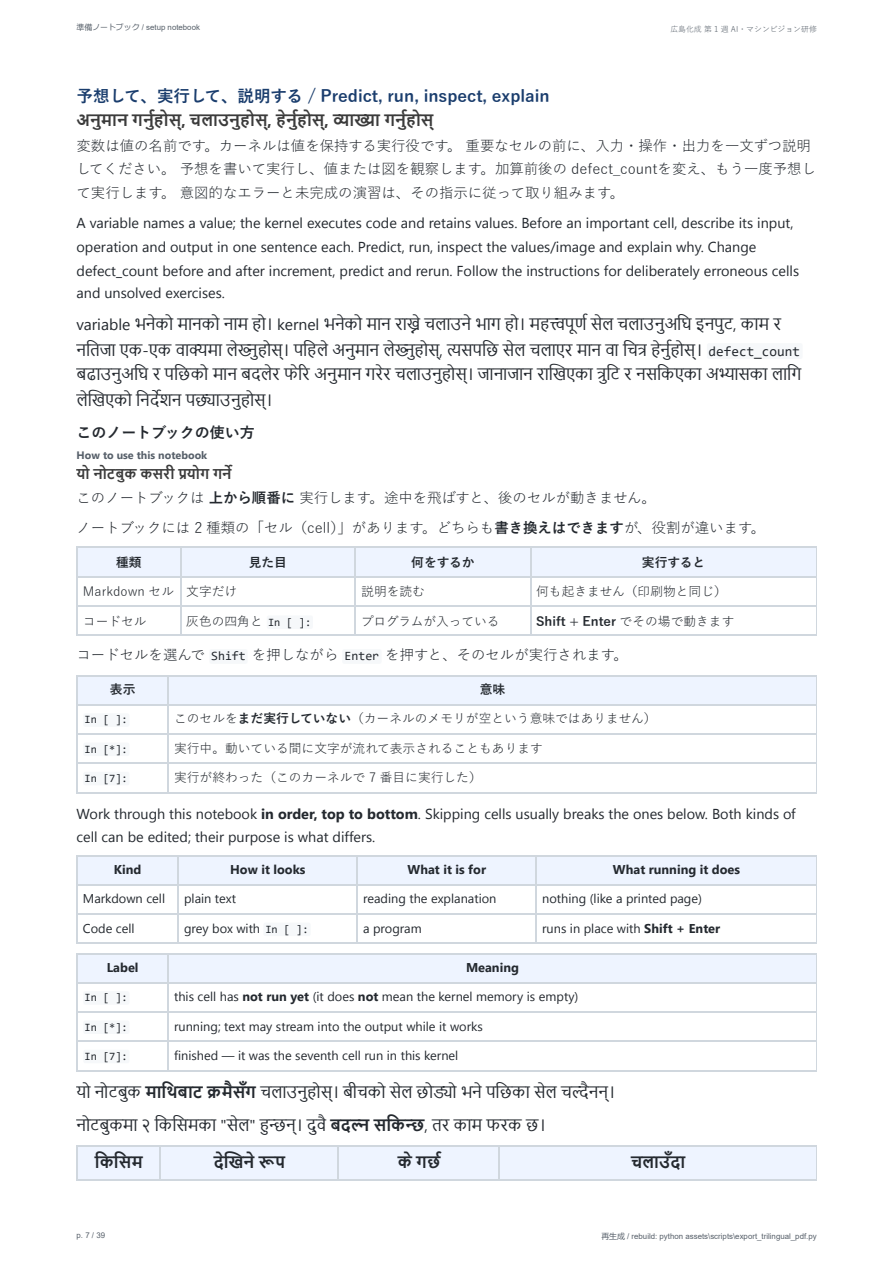 準備ノートブック / setup notebook
広島化成 第 1 週 AI・マシンビジョン研修
予想して、実行して、説明する / Predict, run, inspect, explain
अनुमान गर्नुहोस्, चलाउनुहोस्, हेर्नुहोस्, व्याख्या गर्नुहोस्
変数は値の名前です。カーネルは値を保持する実行役です。 重要なセルの前に、入力・操作・出力を一文ずつ説明
してください。 予想を書いて実行し、値または図を観察します。加算前後の defect_countを変え、もう一度予想し
て実行します。 意図的なエラーと未完成の演習は、その指示に従って取り組みます。
A variable names a value; the kernel executes code and retains values. Before an important cell, describe its input,
operation and output in one sentence each. Predict, run, inspect the values/image and explain why. Change
defect_count before and after increment, predict and rerun. Follow the instructions for deliberately erroneous cells
and unsolved exercises.
variable भनेको मानको नाम हो। kernel भनेको मान राख्ने चलाउने भाग हो। महत्त्वपूर्ण सेल चलाउनुअघि इनपुट, काम र
नतिजा एक-एक वाक्यमा लेख्नुहोस्। पहिले अनुमान लेख्नुहोस्, त्यसपछि सेल चलाएर मान वा चित्र हेर्नुहोस्। defect_count
बढाउनुअघि र पछिको मान बदलेर फेरि अनुमान गरेर चलाउनुहोस्। जानाजान राखिएका त्रुटि र नसकिएका अभ्यासका लागि
लेखिएको निर्देशन पछ्याउनुहोस्।
このノートブックの使い方
How to use this notebook
यो नोटबुक कसरी प्रयोग गर्ने
このノートブックは 上から順番に 実行します。途中を飛ばすと、後のセルが動きません。
ノートブックには 2 種類の「セル（cell）」があります。どちらも書き換えはできますが、役割が違います。
種類 見た目 何をするか 実行すると
Markdown セル 文字だけ 説明を読む 何も起きません（印刷物と同じ）
コードセル 灰色の四角と In [ ]: プログラムが入っている Shift + Enter でその場で動きます
コードセルを選んで Shift を押しながら Enter を押すと、そのセルが実行されます。
表示 意味
In [ ]: このセルをまだ実行していない（カーネルのメモリが空という意味ではありません）
In [*]: 実行中。動いている間に文字が流れて表示されることもあります
In [7]: 実行が終わった（このカーネルで 7 番目に実行した）
Work through this notebook in order, top to bottom. Skipping cells usually breaks the ones below. Both kinds of
cell can be edited; their purpose is what differs.
Kind How it looks What it is for What running it does
Markdown cell plain text reading the explanation nothing (like a printed page)
Code cell grey box with In [ ]: a program runs in place with Shift + Enter
Label Meaning
In [ ]: this cell has not run yet (it does not mean the kernel memory is empty)
In [*]: running; text may stream into the output while it works
In [7]: finished — it was the seventh cell run in this kernel
यो नोटबुक माथिबाट क्रमैसँग चलाउनुहोस्। बीचको सेल छोड्यो भने पछिका सेल चल्दैनन्।
नोटबुकमा २ किसिमका "सेल" हुन्छन्। दुवै बदल्न सकिन्छ, तर काम फरक छ।
किसिम देखिने रूप के गर्छ चलाउँदा
p. 7 / 39
再生成 / rebuild: python assets\scripts\export_trilingual_pdf.py